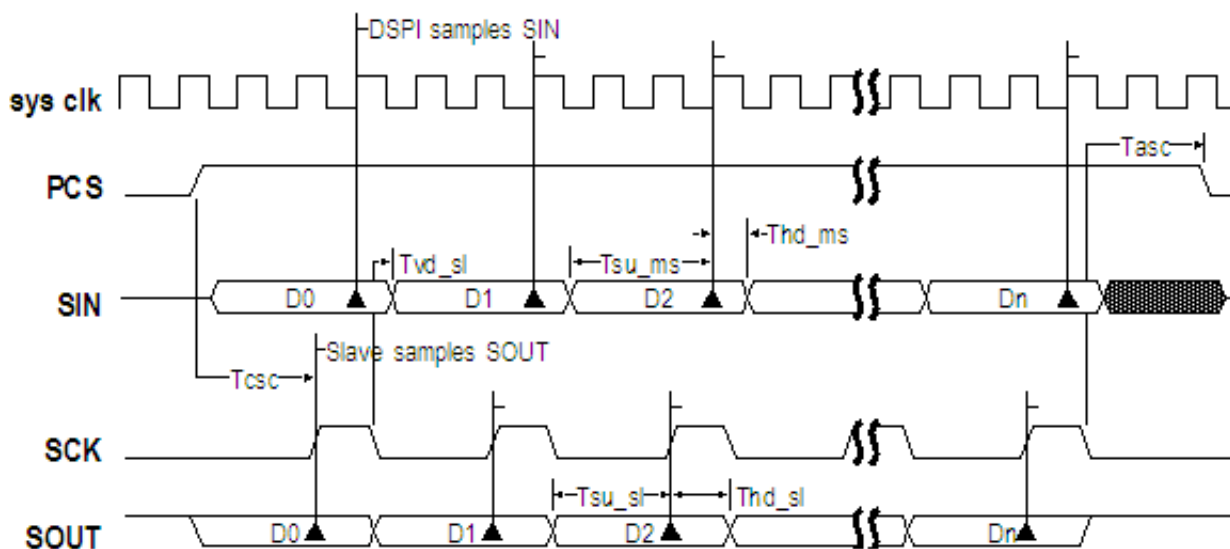 DSPI samples SIN
sys clk
Tasc
PCS
Thd_ms
Tvd_sl
Tsu_ms
SIN
D0
D1
D2
Dn
Slave samples SOUT
Tcsc
SCK
Tsu_sl
Thd_sl
SOUT
D0
D1
D2
Dn